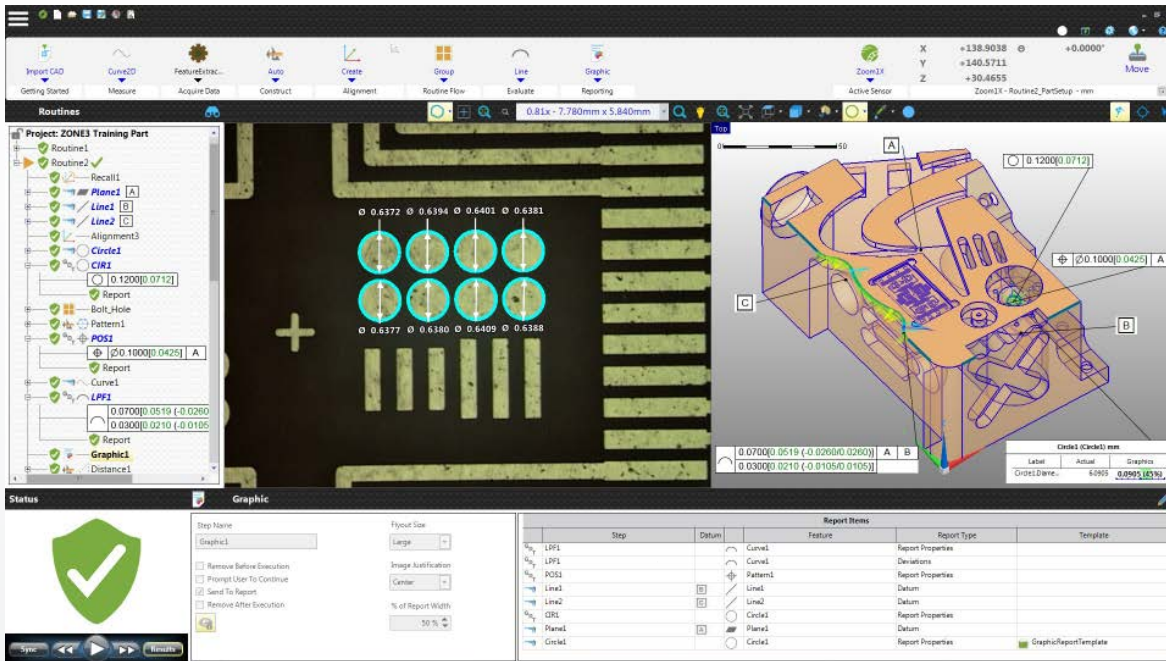 Import CAD
Curve2D
FeatureExtrac...
Auto
Create
Group
Line
Graphic
Zoom1X
X +138.9038 Θ +0.0000°
Y +140.5711
Z +30.4655
Move
Getting Started
Measure
Acquire Data
Construct
Alignment
Routine Flow
Evaluate
Reporting
Active Sensor
Zoom1X - Routine2_PartSetup - mm
Routines
0.81x - 7.780mm x 5.840mm
Project: ZONE3 Training Part
Routine1
Routine2
Recall1
Plane1 A
Line1 B
Line2 C
Alignment3
Circle1
CIR1
0.1200[0.0712]
Report
Bolt_Hole
Pattern1
POS1
Ø0.1000[0.0425] A
Report
Curve1
LPF1
0.0700[0.0519 (-0.0260
0.0300[0.0210 (-0.0105
Report
Graphic1
Distance1
Ø 0.6372 Ø 0.6394 Ø 0.6401 Ø 0.6381
Ø 0.6377 Ø 0.6380 Ø 0.6409 Ø 0.6388
Top
0 50
A
0.1200[0.0712]
Ø0.1000[0.0425] A
C
B
0.0700[0.0519 (-0.0260/0.0260)] A B
0.0300[0.0210 (-0.0105/0.0105)]
Circle1 (Circle1) mm
Label Actual Graphics
Circle1.Diame... 6.0905 0.0905 (45%)
Status
Graphic
Step Name
Graphic1
Remove Before Execution
Prompt User To Continue
Send To Report
Remove After Execution
Flyout Size
Large
Image Justification
Center
% of Report Width
50 %
Sync
Results
Report Items
Step Datum Feature Report Type Template
LPF1 Curve1 Report Properties
LPF1 Curve1 Deviations
POS1 Pattern1 Report Properties
Line1 B Line1 Datum
Line2 C Line2 Datum
CIR1 Circle1 Report Properties
Plane1 A Plane1 Datum
Circle1 Circle1 Report Properties GraphicReportTemplate